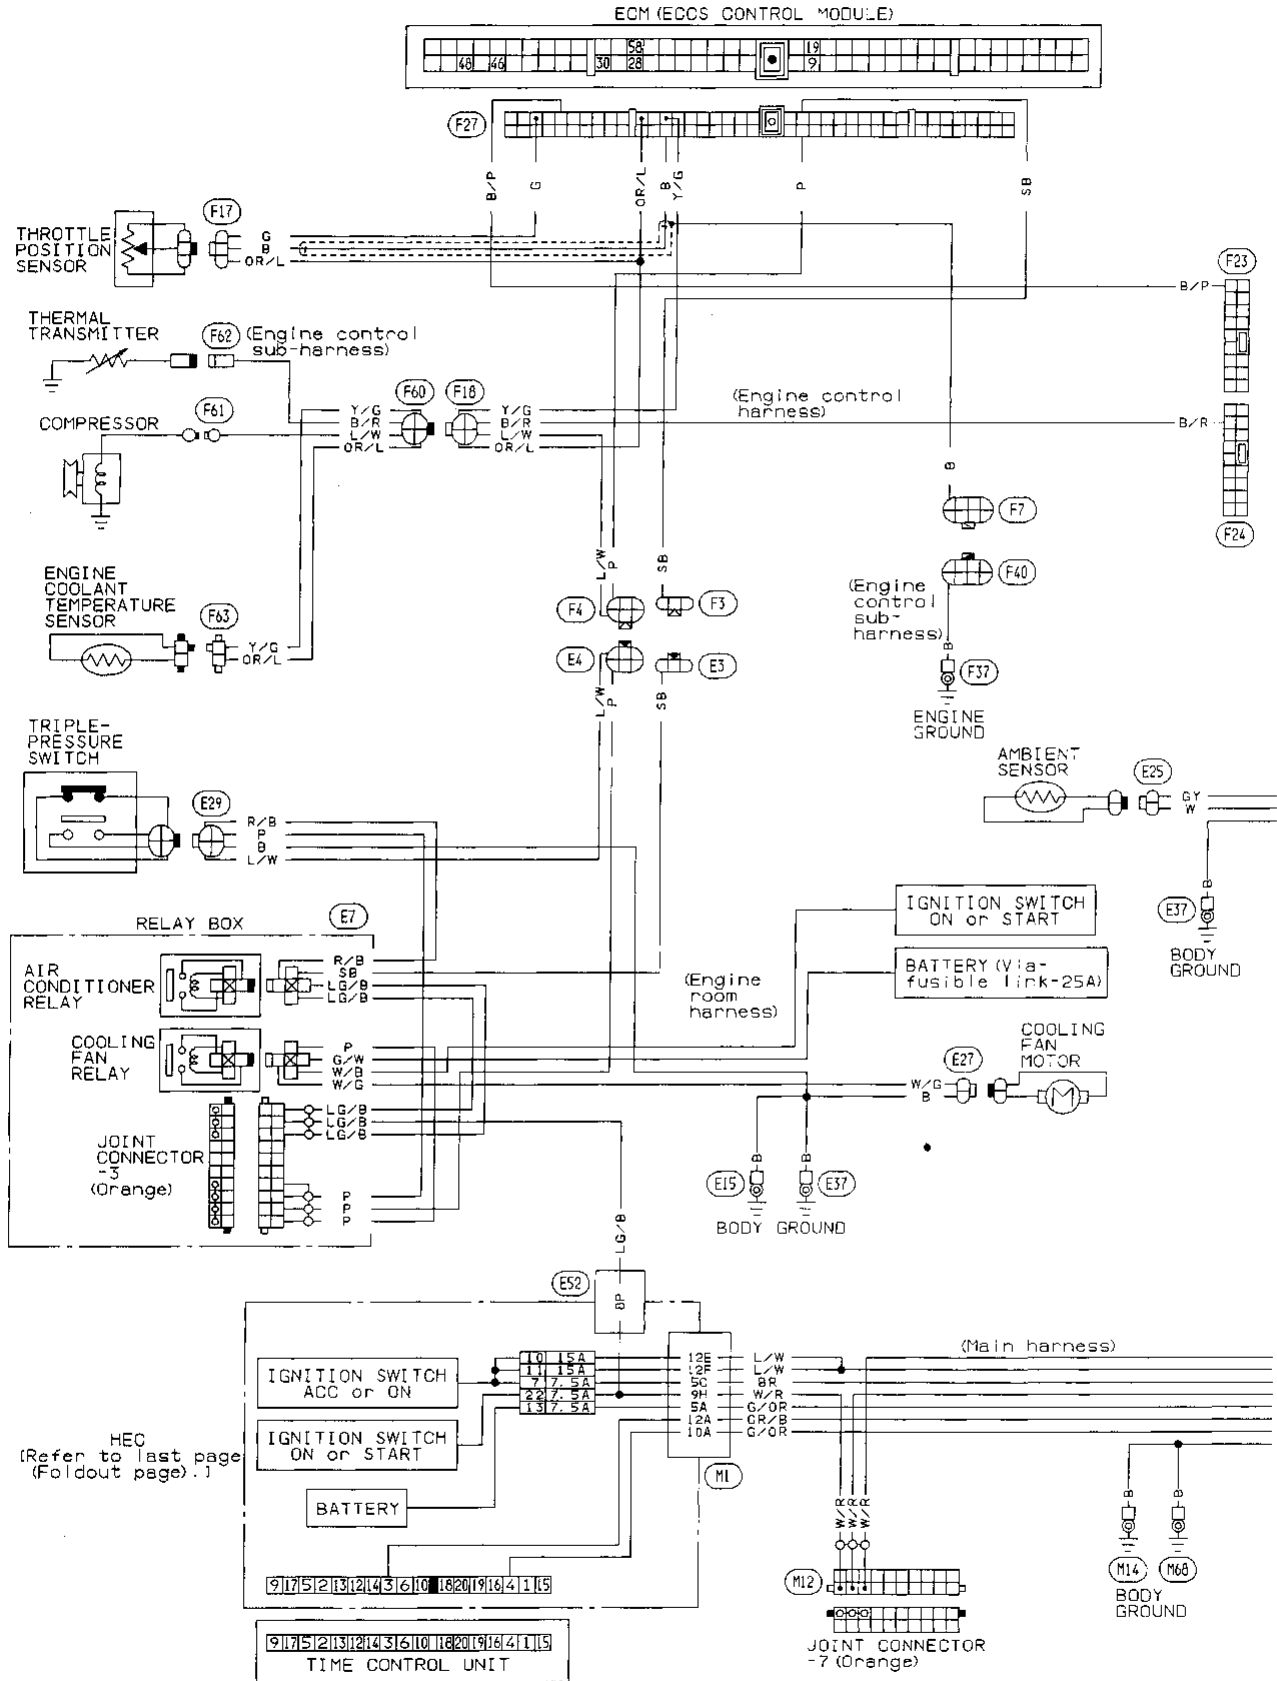 ECM (ECCS CONTROL MODULE)
58 19
48 46 30 28 9
F27
B/P G OR/L B Y/G P SB
THROTTLE
POSITION
SENSOR
F17
G
B
OR/L
F23
B/P
THERMAL
TRANSMITTER
F62 (Engine control
sub-harness)
COMPRESSOR
F61
Y/G
B/R
L/W
OR/L
F60 F18
Y/G
B/R
L/W
OR/L
(Engine control
harness)
B/R
F24
B
F7
F40
(Engine
control
sub-
harness)
B
F37
ENGINE
GROUND
ENGINE
COOLANT
TEMPERATURE
SENSOR
F63
Y/G
OR/L
L/W P SB
F4 F3
E4 E3
L/W P SB
TRIPLE-
PRESSURE
SWITCH
E29
R/B
P
B
L/W
AMBIENT
SENSOR
E25
GY
W
B
E37
BODY
GROUND
IGNITION SWITCH
ON or START
BATTERY (Via-
fusible link-25A)
RELAY BOX
E7
AIR
CONDITIONER
RELAY
R/B
SB
LG/B
LG/B
(Engine
room
harness)
COOLING
FAN
RELAY
P
G/W
W/B
W/G
COOLING
FAN
MOTOR
E27
W/G
B
M
JOINT
CONNECTOR
-3
(Orange)
LG/B
LG/B
LG/B
P
P
P
B B
E15 E37
BODY GROUND
LG/B
E52
8P
IGNITION SWITCH
ACC or ON
IGNITION SWITCH
ON or START
BATTERY
HEC
[Refer to last page
(Foldout page).]
10 15A
11 15A
7 7.5A
22 7.5A
13 7.5A
12E L/W
12F L/W
5C BR
9H W/R
5A G/OR
12A GR/B
10A G/OR
M1
(Main harness)
W/R W/R W/R
B B
M14 M68
BODY
GROUND
M12
JOINT CONNECTOR
-7 (Orange)
9 17 5 2 13 12 14 3 6 10 18 20 19 16 4 1 15
9 17 5 2 13 12 14 3 6 10 18 20 19 16 4 1 15
TIME CONTROL UNIT